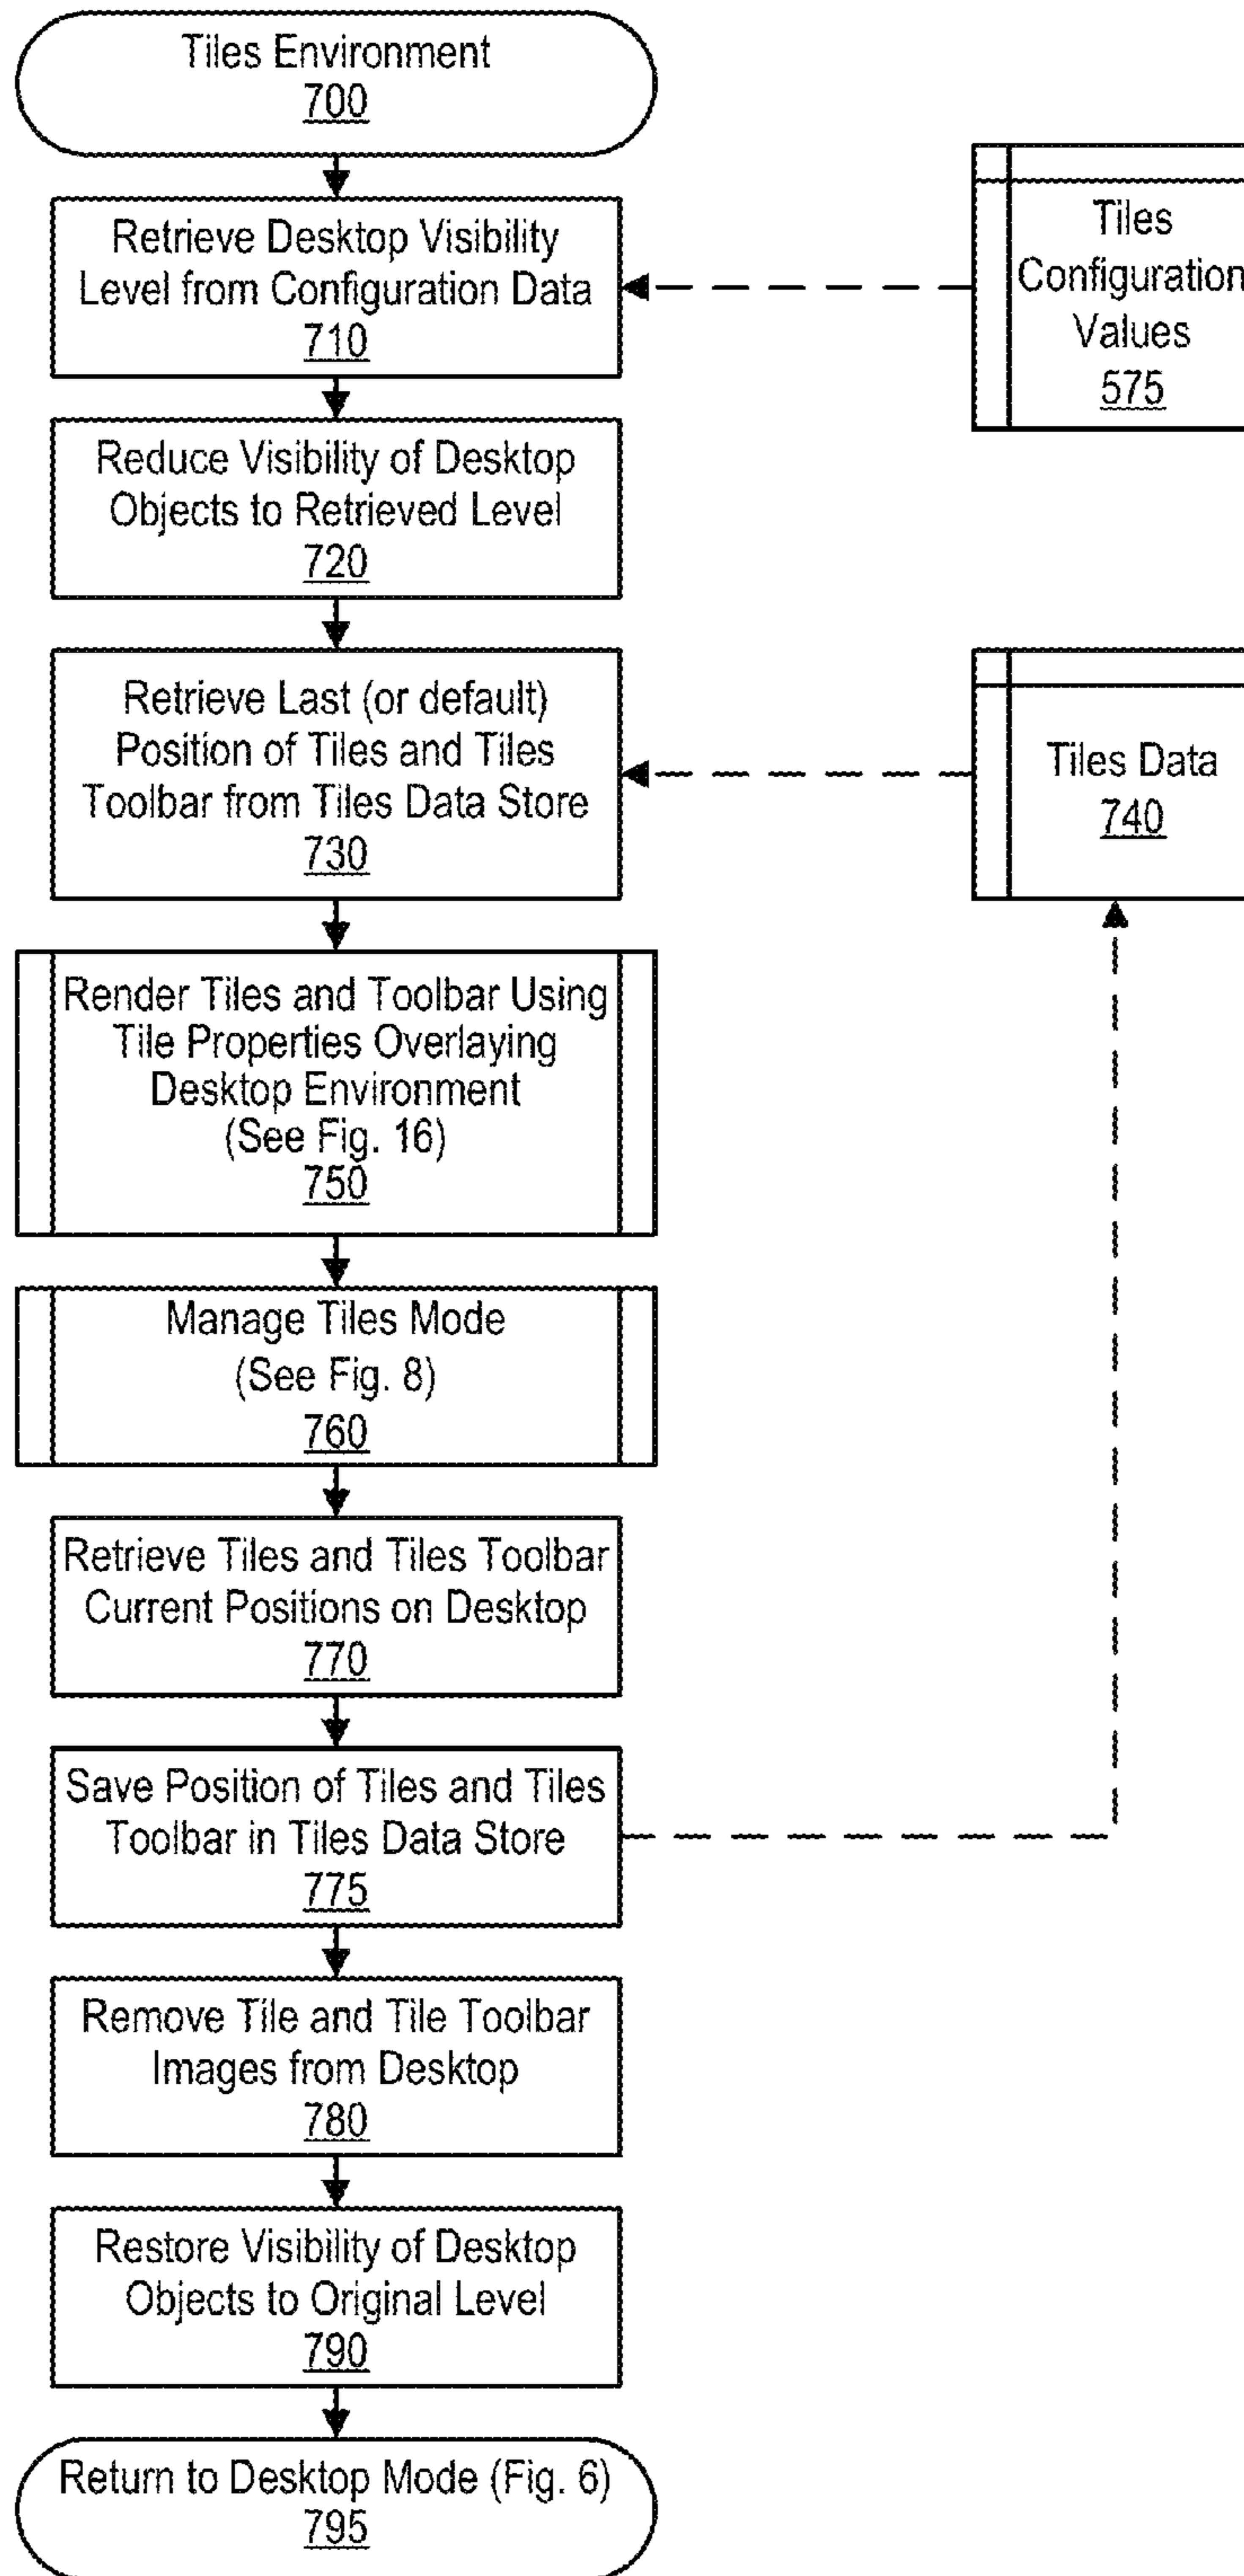 Tiles Environment
700
Retrieve Desktop Visibility
Level from Configuration Data
710
Tiles
Configuration
Values
575
Reduce Visibility of Desktop
Objects to Retrieved Level
720
Retrieve Last (or default)
Position of Tiles and Tiles
Toolbar from Tiles Data Store
730
Tiles Data
740
Render Tiles and Toolbar Using
Tile Properties Overlaying
Desktop Environment
(See Fig. 16)
750
Manage Tiles Mode
(See Fig. 8)
760
Retrieve Tiles and Tiles Toolbar
Current Positions on Desktop
770
Save Position of Tiles and Tiles
Toolbar in Tiles Data Store
775
Remove Tile and Tile Toolbar
Images from Desktop
780
Restore Visibility of Desktop
Objects to Original Level
790
Return to Desktop Mode (Fig. 6)
795